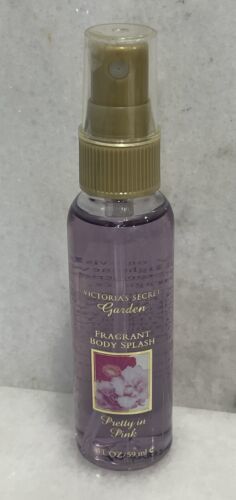 VICTORIA'S SECRET
Garden
FRAGRANT
BODY SPLASH
Pretty in
Pink
FL OZ/59 ml e